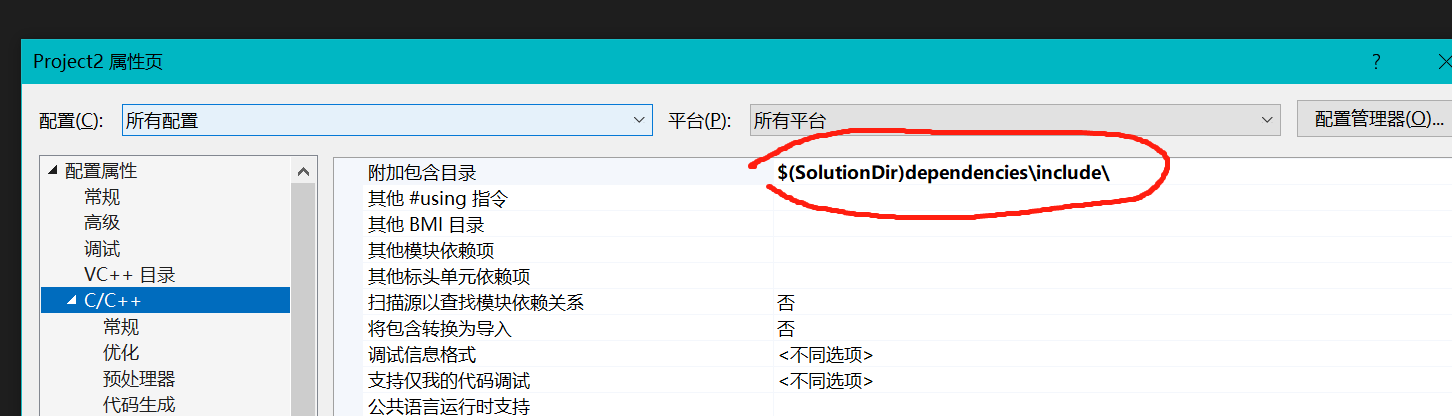 Project2 属性页 ?
配置(C): 所有配置 平台(P): 所有平台 配置管理器(O)...
配置属性
常规
高级
调试
VC++ 目录
C/C++
常规
优化
预处理器
代码生成
附加包含目录 $(SolutionDir)dependencies\include\
其他 #using 指令
其他 BMI 目录
其他模块依赖项
其他标头单元依赖项
扫描源以查找模块依赖关系 否
将包含转换为导入 否
调试信息格式 <不同选项>
支持仅我的代码调试 <不同选项>
公共语言运行时支持